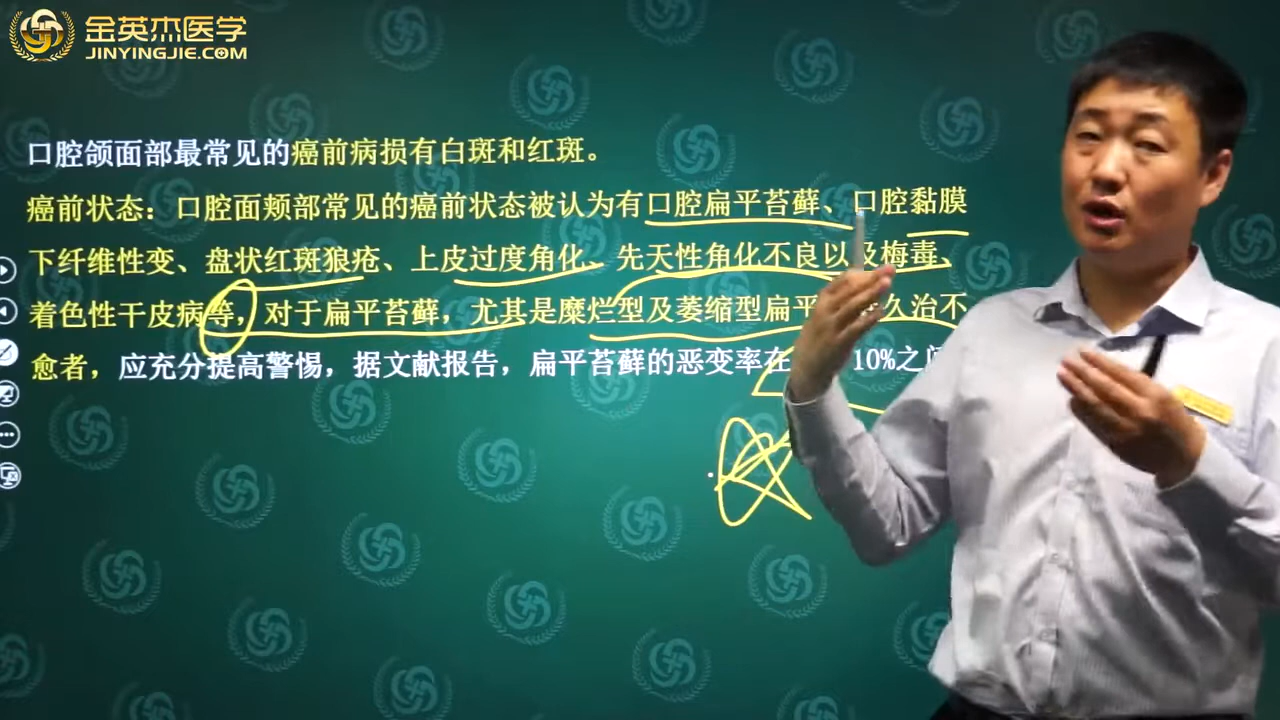 金英杰医学
JINYINGJIE.COM
口腔颌面部最常见的癌前病损有白斑和红斑。
癌前状态：口腔面颊部常见的癌前状态被认为有口腔扁平苔藓、口腔黏膜
下纤维性变、盘状红斑狼疮、上皮过度角化、先天性角化不良以及梅毒、
着色性干皮病等，对于扁平苔藓，尤其是糜烂型及萎缩型扁平 久治不
愈者，应充分提高警惕，据文献报告，扁平苔藓的恶变率在 10%之间